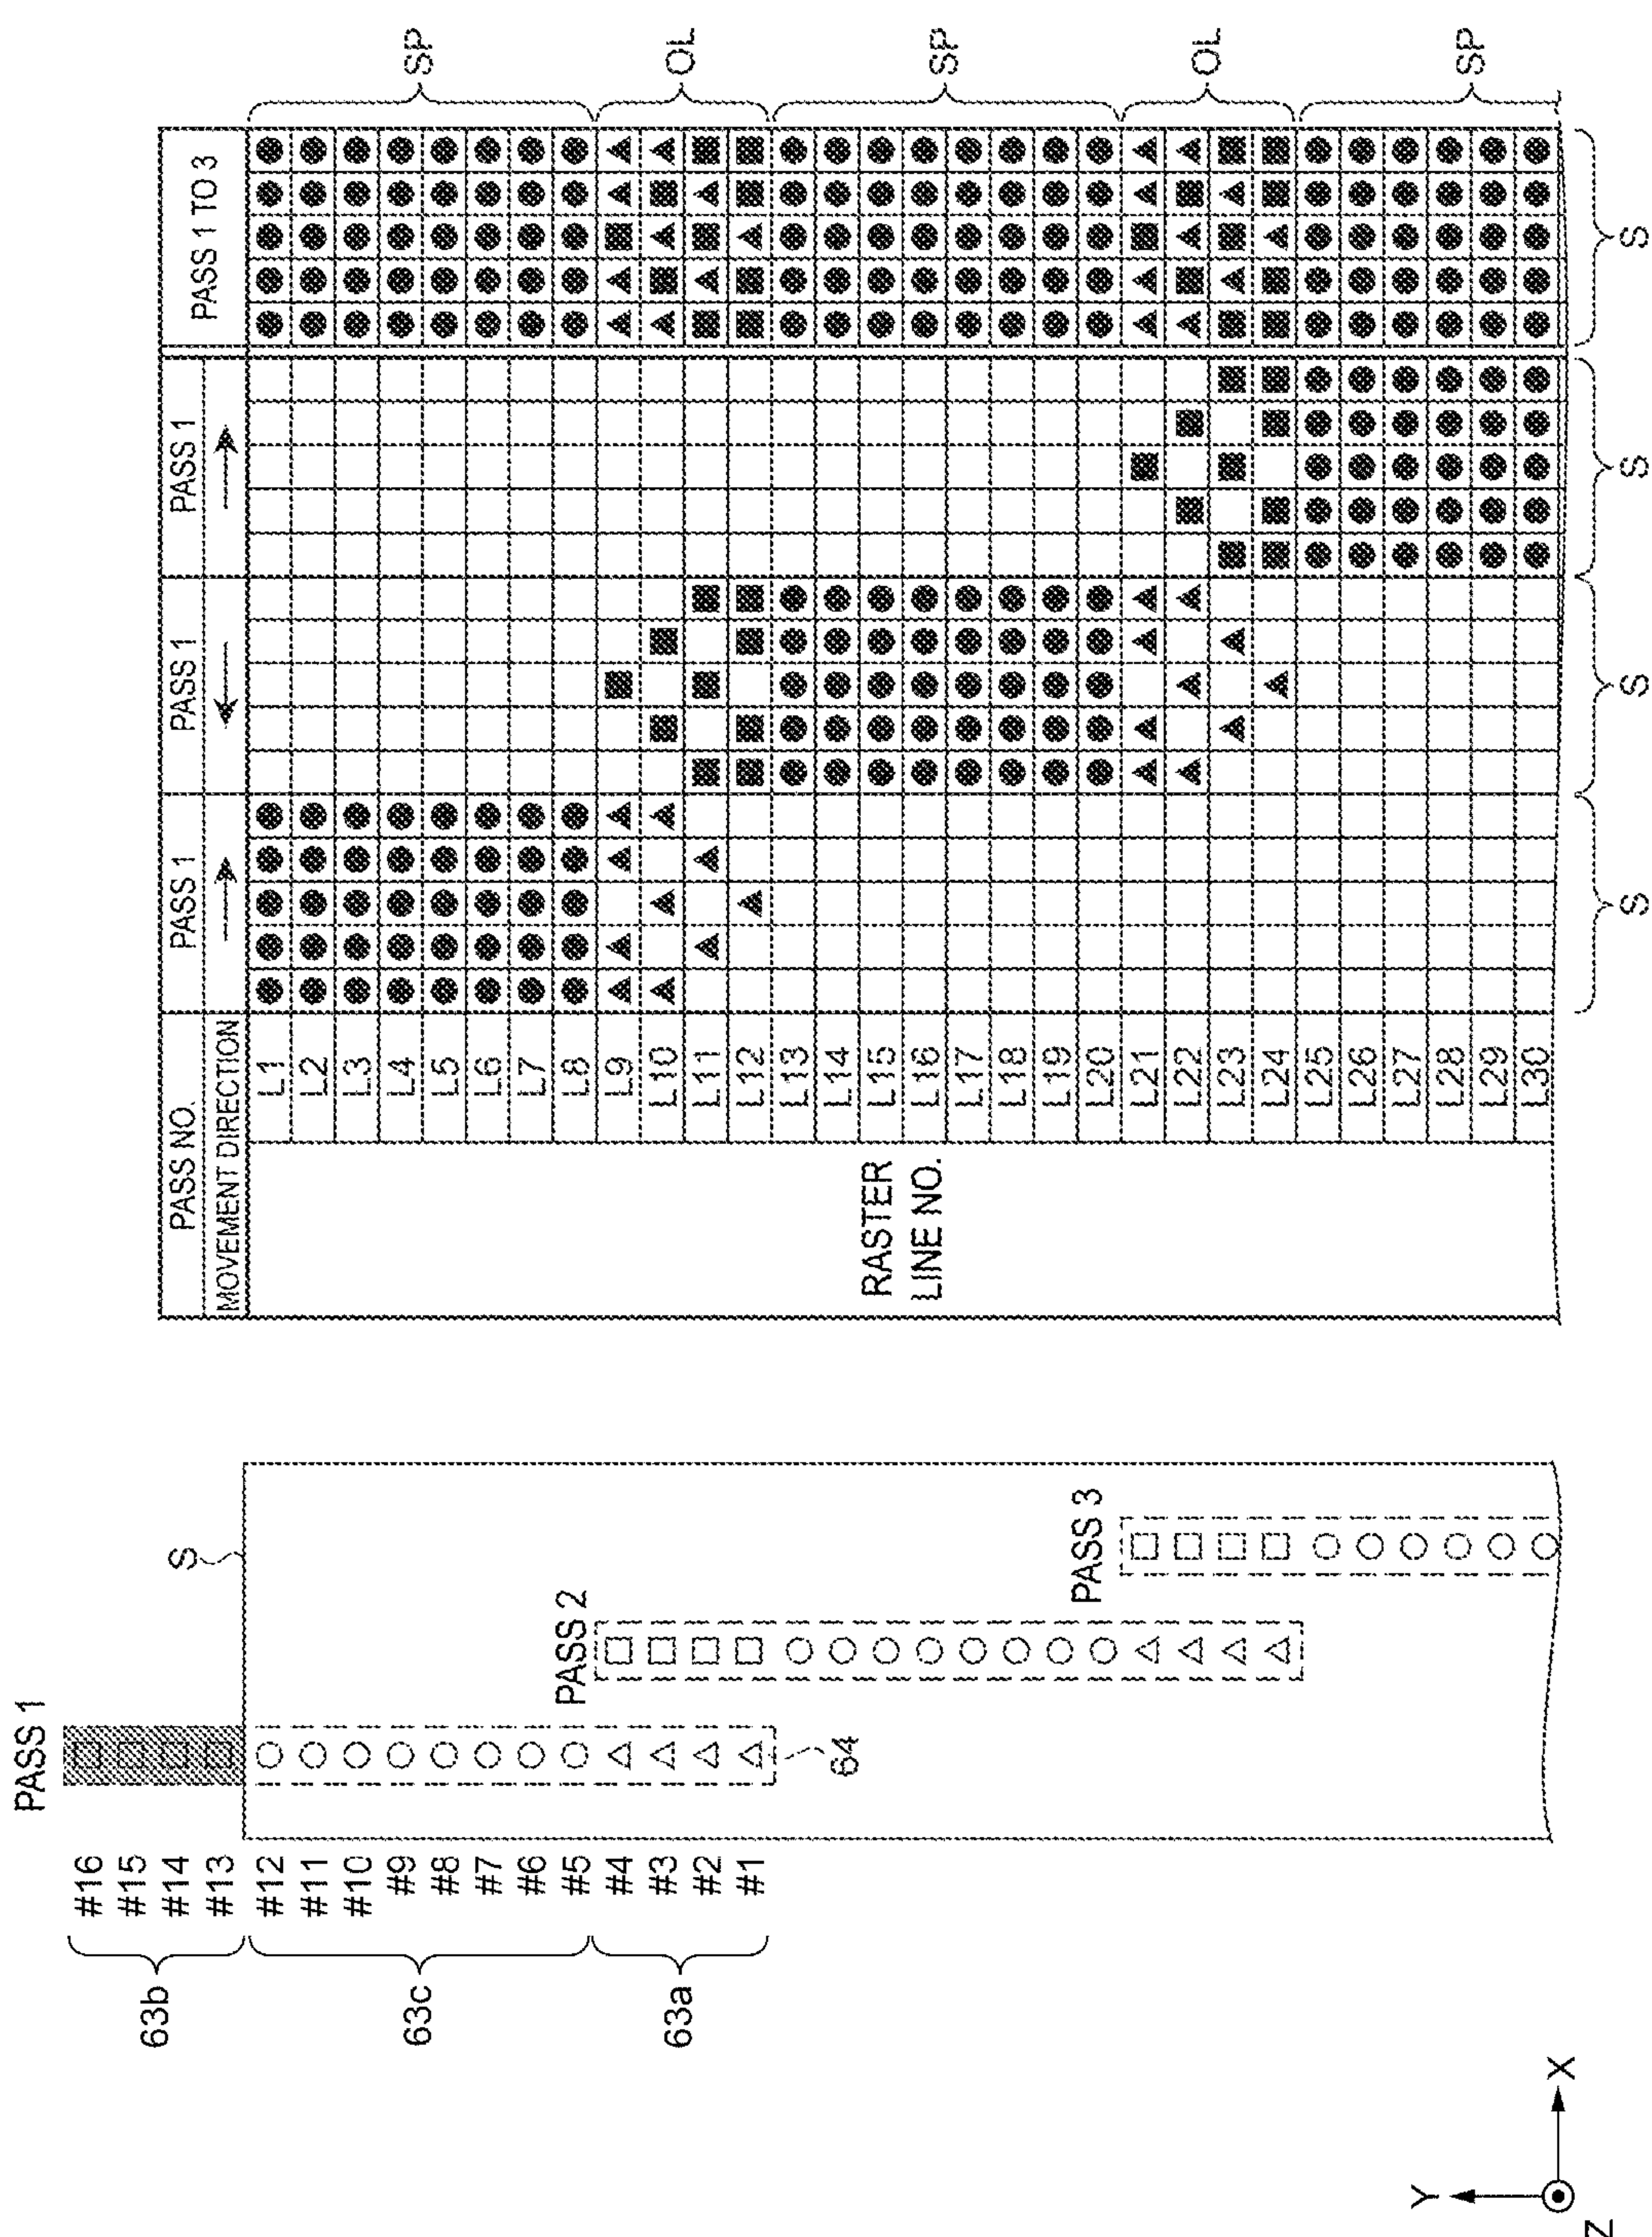 PASS 1
#16
#15
#14
#13
#12
#11
#10
#9
#8
#7
#6
#5
#4
#3
#2
#1
63b
63c
63a
S
PASS 2
PASS 3
64
Y
X
Z
PASS NO.
PASS 1
PASS 1
PASS 1
PASS 1 TO 3
MOVEMENT DIRECTION
RASTER
LINE NO.
L1
L2
L3
L4
L5
L6
L7
L8
L9
L10
L11
L12
L13
L14
L15
L16
L17
L18
L19
L20
L21
L22
L23
L24
L25
L26
L27
L28
L29
L30
SP
OL
SP
OL
SP
S
S
S
S